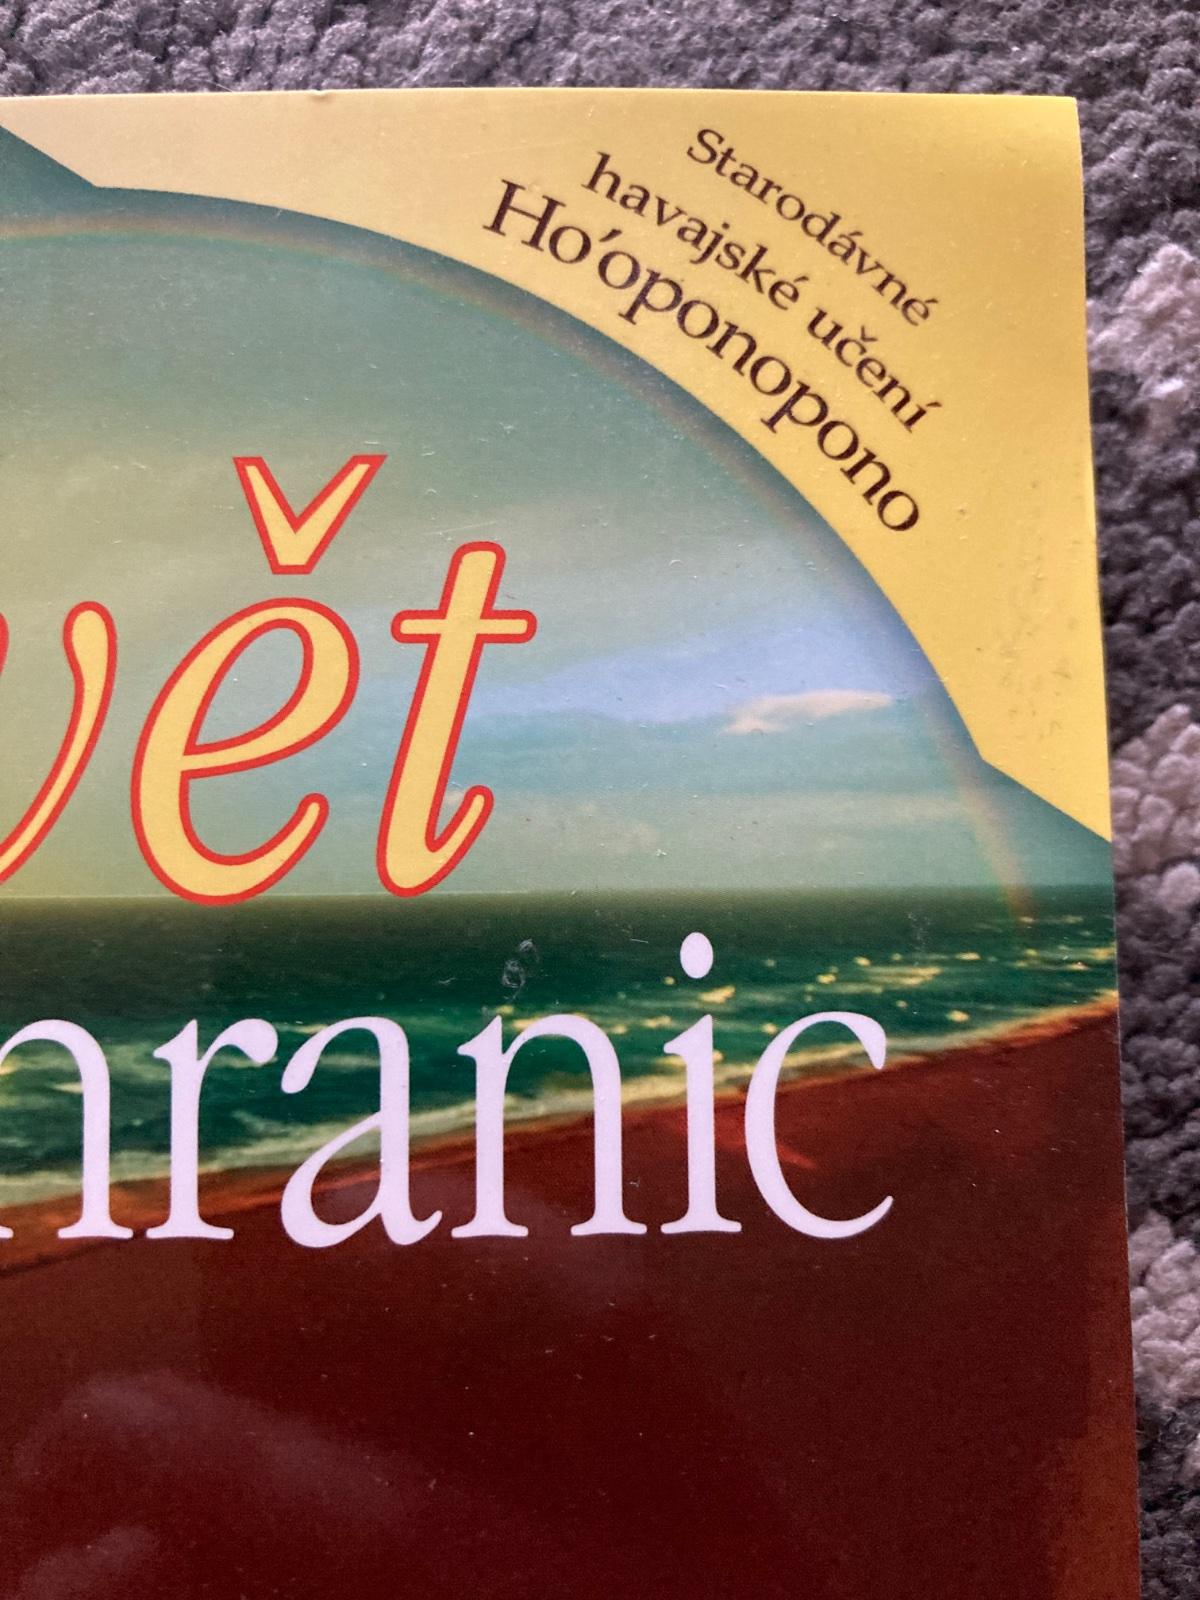 Starodávné
havajské učení
Ho'oponopono
vět
hranic